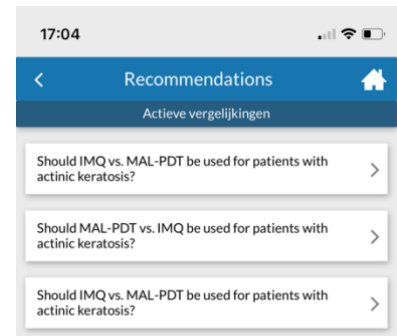 17:04
Recommendations
Actieve vergelijkingen
Should IMQ vs. MAL-PDT be used for patients with
actinic keratosis?
Should MAL-PDT vs. IMQ be used for patients with
actinic keratosis?
Should IMQ vs. MAL-PDT be used for patients with
actinic keratosis?